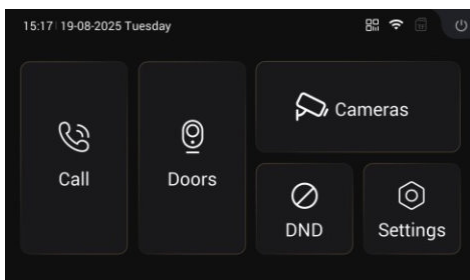 15:17 19-08-2025 Tuesday
Cameras
Call
Doors
DND
Settings